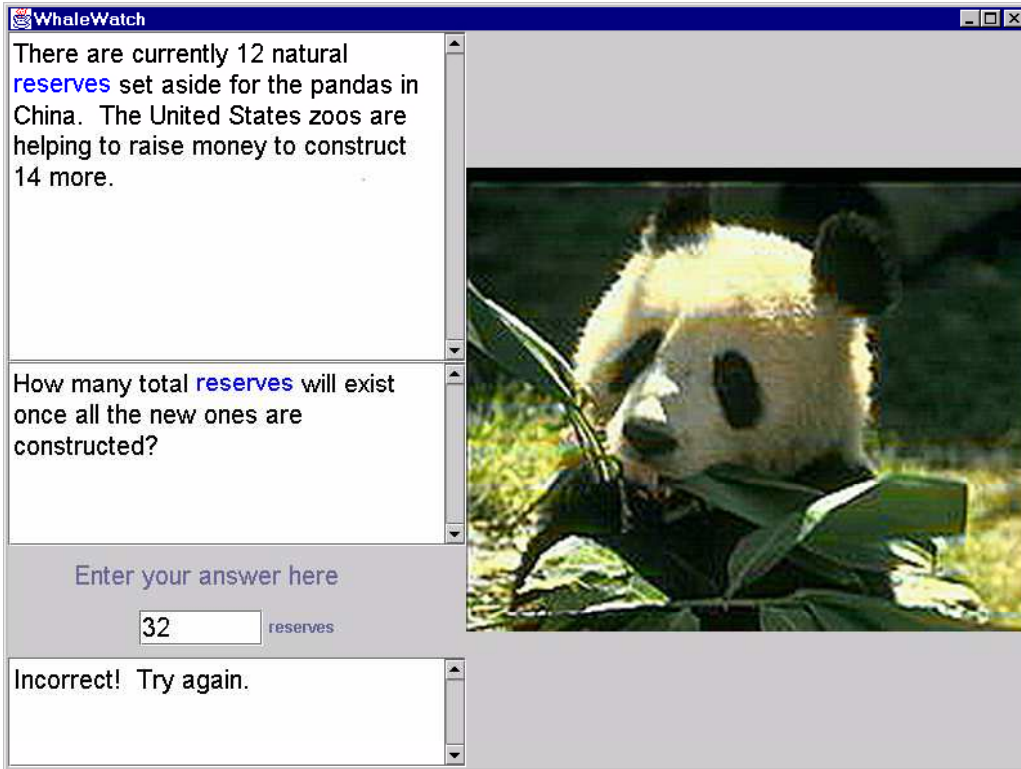 WhaleWatch
There are currently 12 natural
reserves set aside for the pandas in
China.  The United States zoos are
helping to raise money to construct
14 more.
How many total reserves will exist
once all the new ones are
constructed?
Enter your answer here
32 reserves
Incorrect!  Try again.